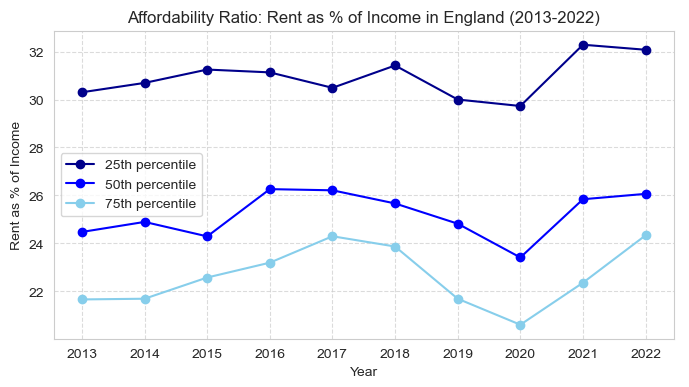 Affordability Ratio: Rent as % of Income in England (2013-2022)
32
30
28
26
24
22
Rent as % of Income
25th percentile
50th percentile
75th percentile
2013 2014 2015 2016 2017 2018 2019 2020 2021 2022
Year